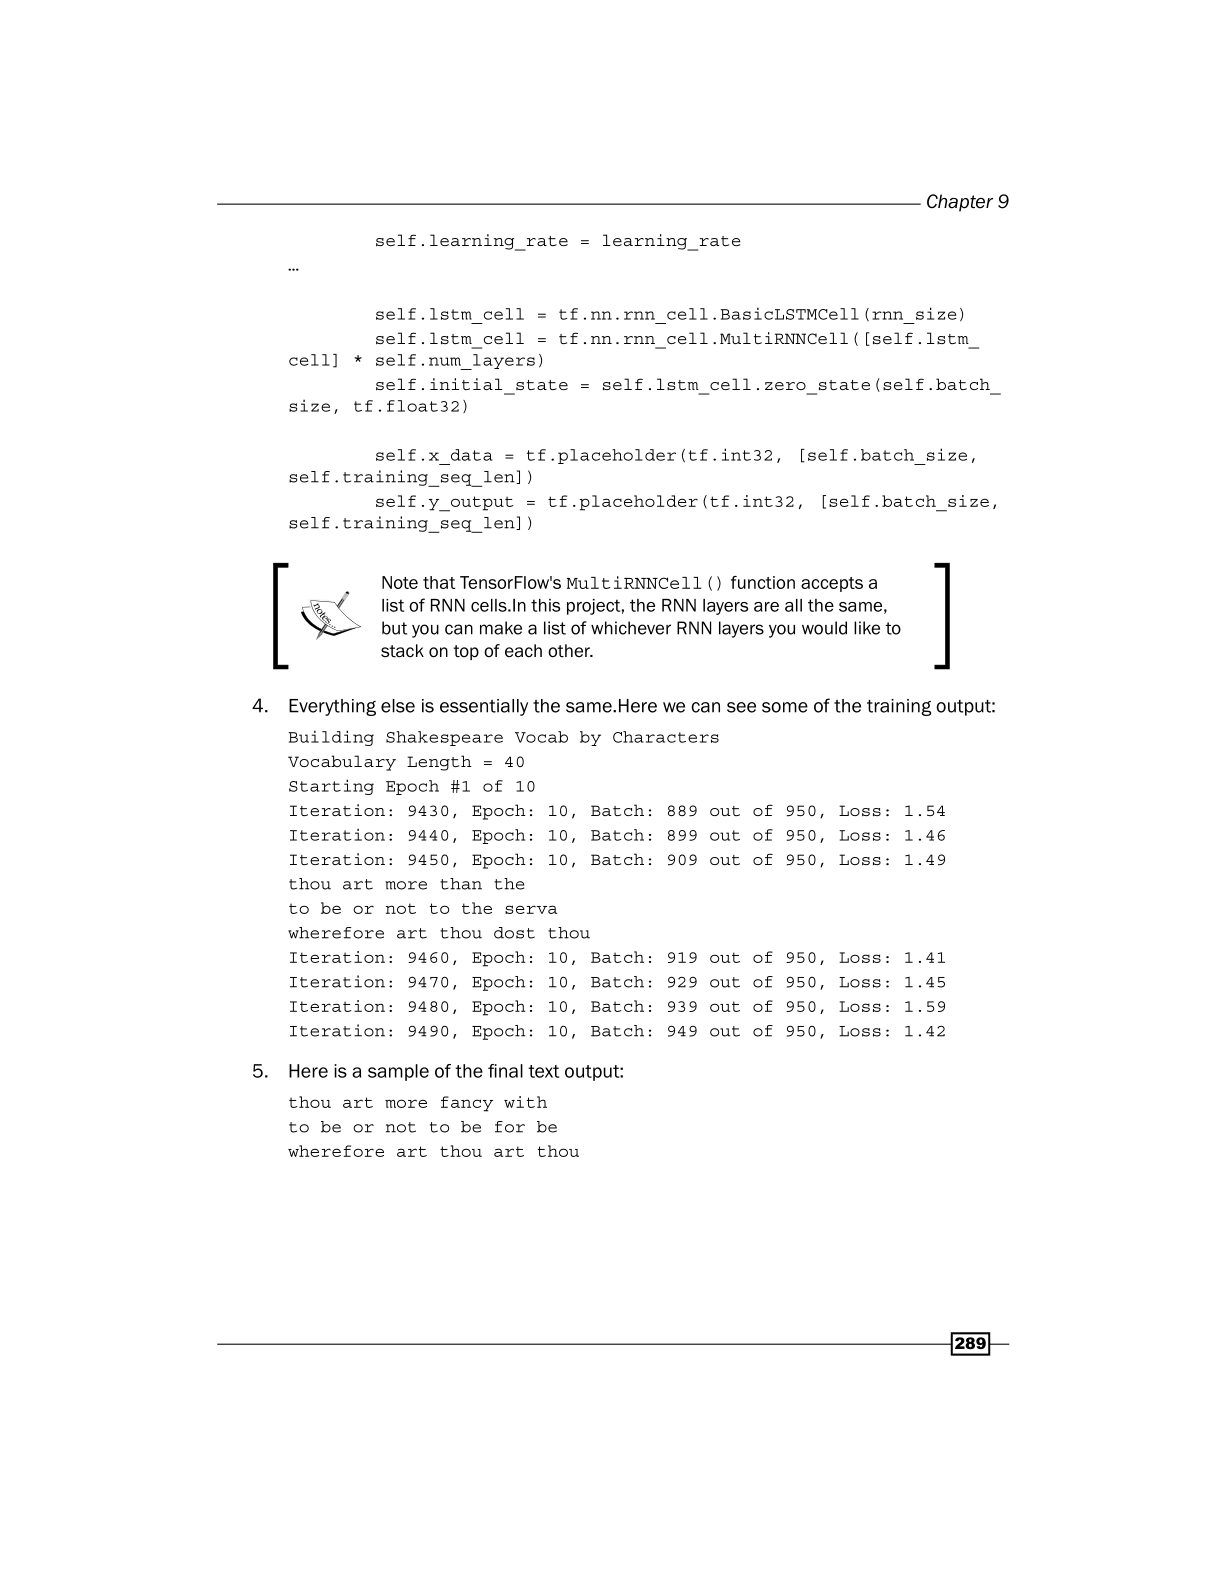 Chapter 9
self.learning_rate = learning_rate
…
self.lstm_cell = tf.nn.rnn_cell.BasicLSTMCell(rnn_size)
self.lstm_cell = tf.nn.rnn_cell.MultiRNNCell([self.lstm_
cell] * self.num_layers)
self.initial_state = self.lstm_cell.zero_state(self.batch_
size, tf.float32)
self.x_data = tf.placeholder(tf.int32, [self.batch_size,
self.training_seq_len])
self.y_output = tf.placeholder(tf.int32, [self.batch_size,
self.training_seq_len])
notes...
Note that TensorFlow's MultiRNNCell() function accepts a
list of RNN cells.In this project, the RNN layers are all the same,
but you can make a list of whichever RNN layers you would like to
stack on top of each other.
4. Everything else is essentially the same.Here we can see some of the training output:
Building Shakespeare Vocab by Characters
Vocabulary Length = 40
Starting Epoch #1 of 10
Iteration: 9430, Epoch: 10, Batch: 889 out of 950, Loss: 1.54
Iteration: 9440, Epoch: 10, Batch: 899 out of 950, Loss: 1.46
Iteration: 9450, Epoch: 10, Batch: 909 out of 950, Loss: 1.49
thou art more than the
to be or not to the serva
wherefore art thou dost thou
Iteration: 9460, Epoch: 10, Batch: 919 out of 950, Loss: 1.41
Iteration: 9470, Epoch: 10, Batch: 929 out of 950, Loss: 1.45
Iteration: 9480, Epoch: 10, Batch: 939 out of 950, Loss: 1.59
Iteration: 9490, Epoch: 10, Batch: 949 out of 950, Loss: 1.42
5. Here is a sample of the final text output:
thou art more fancy with
to be or not to be for be
wherefore art thou art thou
289